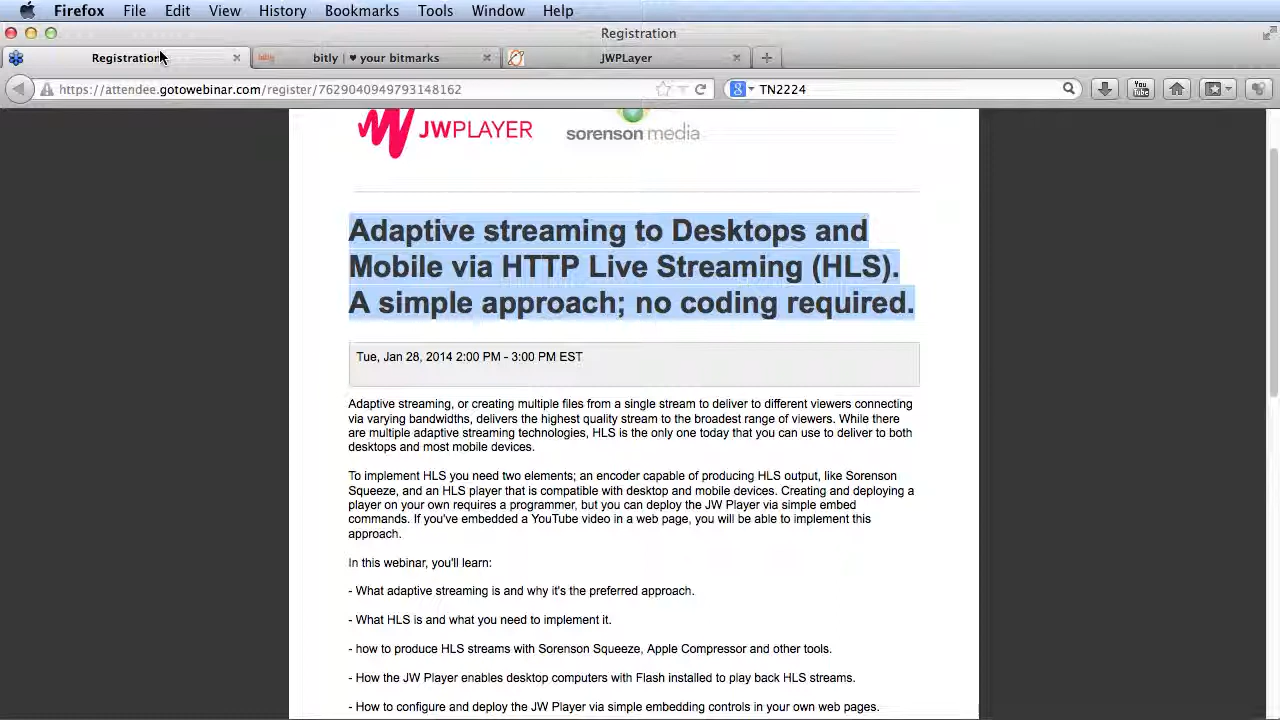 Firefox File Edit View History Bookmarks Tools Window Help
Registration
Registration bitly | ♥ your bitmarks JWPlayer
https://attendee.gotowebinar.com/register/7629040949793148162 TN2224
JWPLAYER sorenson media
Adaptive streaming to Desktops and
Mobile via HTTP Live Streaming (HLS).
A simple approach; no coding required.
Tue, Jan 28, 2014 2:00 PM - 3:00 PM EST
Adaptive streaming, or creating multiple files from a single stream to deliver to different viewers connecting
via varying bandwidths, delivers the highest quality stream to the broadest range of viewers. While there
are multiple adaptive streaming technologies, HLS is the only one today that you can use to deliver to both
desktops and most mobile devices.
To implement HLS you need two elements; an encoder capable of producing HLS output, like Sorenson
Squeeze, and an HLS player that is compatible with desktop and mobile devices. Creating and deploying a
player on your own requires a programmer, but you can deploy the JW Player via simple embed
commands. If you've embedded a YouTube video in a web page, you will be able to implement this
approach.
In this webinar, you'll learn:
- What adaptive streaming is and why it's the preferred approach.
- What HLS is and what you need to implement it.
- how to produce HLS streams with Sorenson Squeeze, Apple Compressor and other tools.
- How the JW Player enables desktop computers with Flash installed to play back HLS streams.
- How to configure and deploy the JW Player via simple embedding controls in your own web pages.